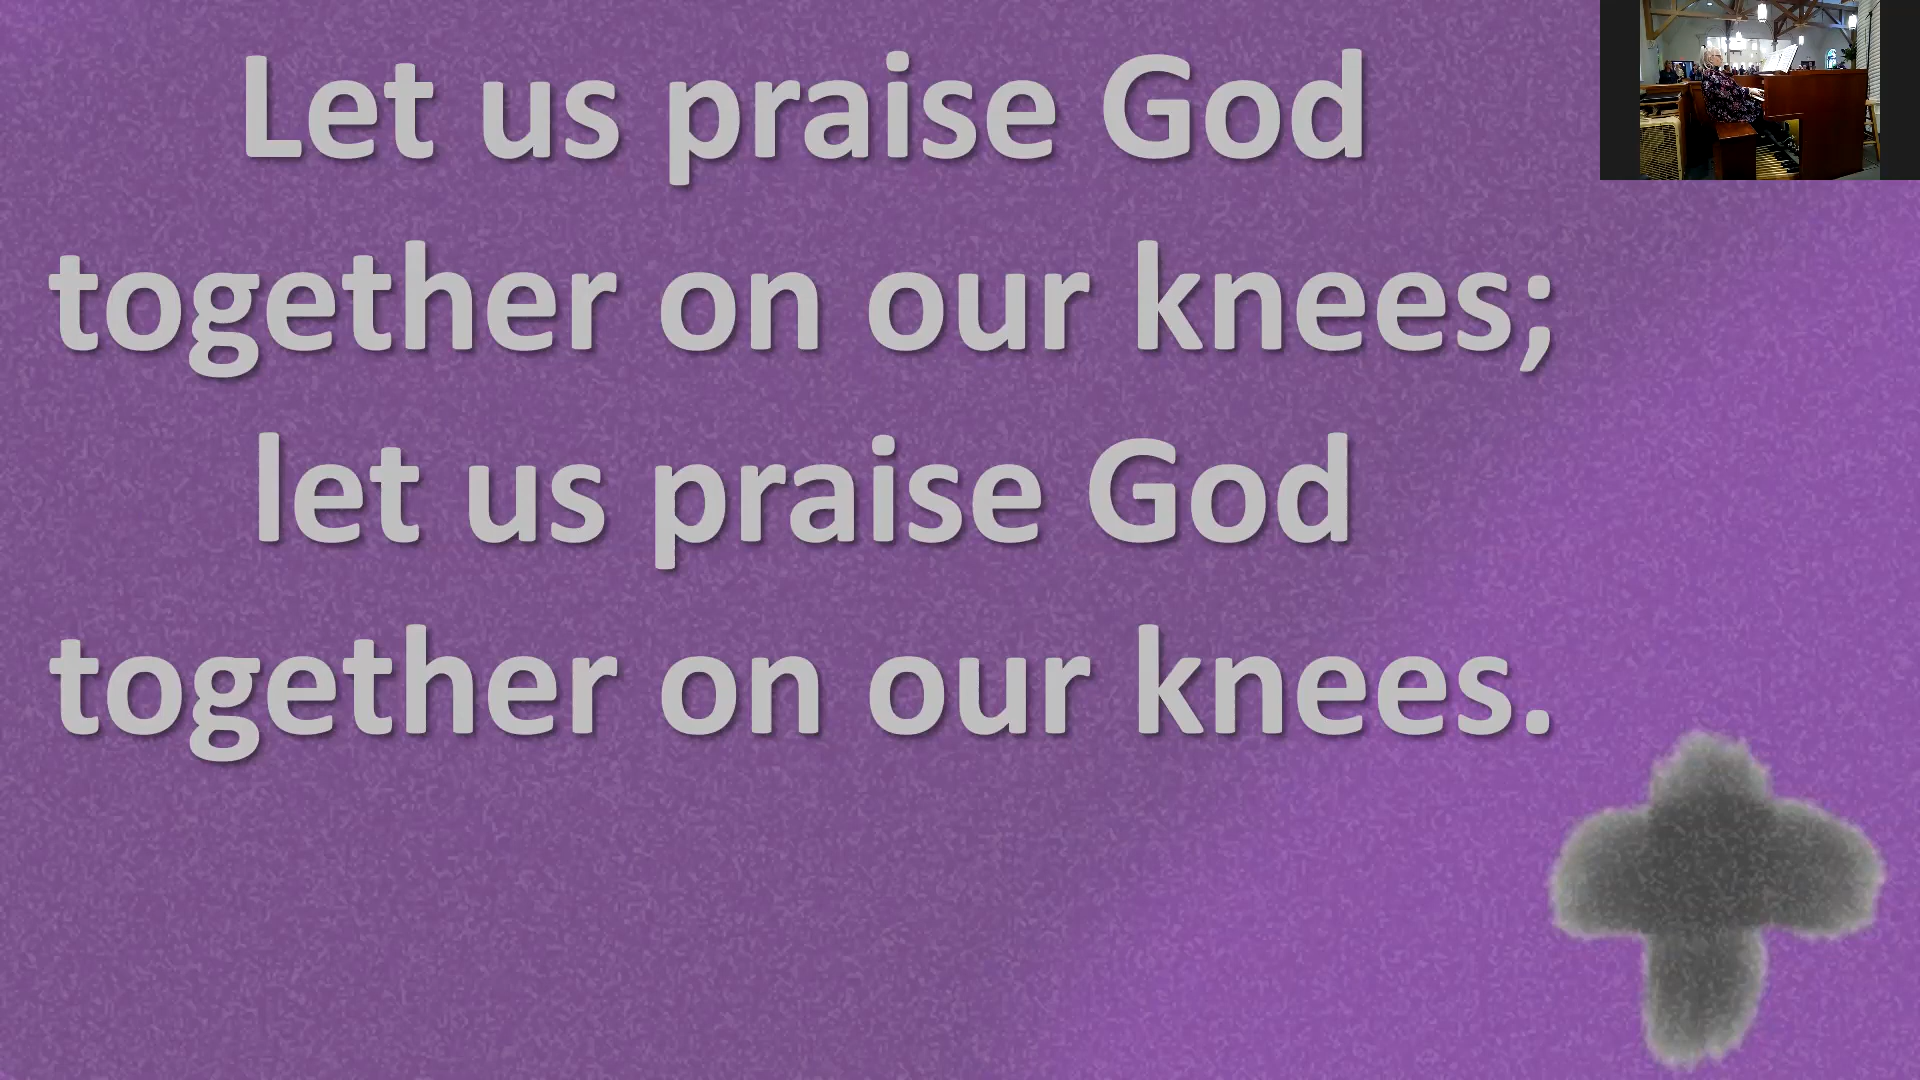 Let us praise God
together on our knees;
let us praise God
together on our knees.